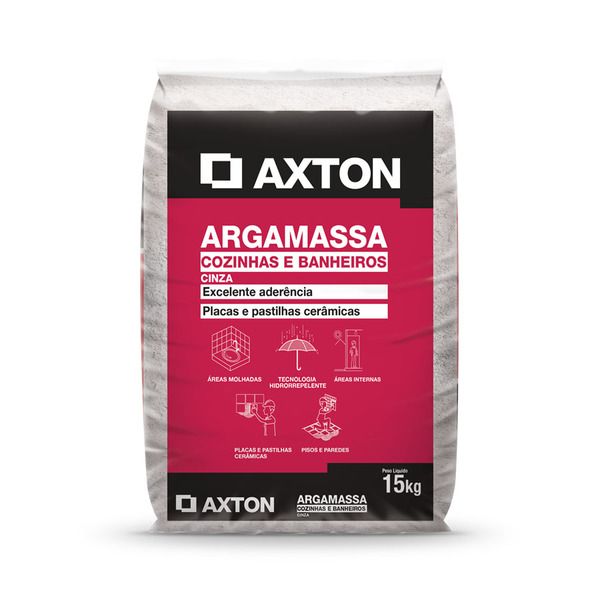 AXTON
ARGAMASSA
COZINHAS E BANHEIROS
CINZA
Excelente aderência
Placas e pastilhas cerâmicas
ÁREAS MOLHADAS
TECNOLOGIA
HIDRORREPELENTE
ÁREAS INTERNAS
PLACAS E PASTILHAS
CERÂMICAS
PISOS E PAREDES
Peso Líquido
15kg
AXTON
ARGAMASSA
COZINHAS E BANHEIROS
CINZA